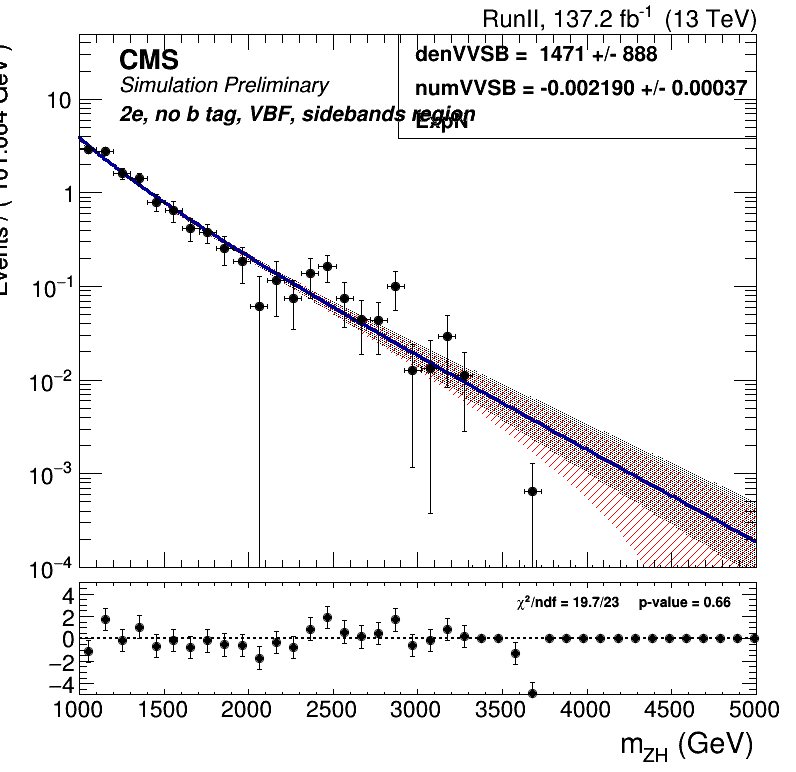 RunII, 137.2 fb⁻¹ (13 TeV)
CMS
Simulation Preliminary
2e, no b tag, VBF, sidebands region
denVVSB = 1471 +/- 888
numVVSB = -0.002190 +/- 0.00037
ExpN
10
1
10⁻¹
10⁻²
10⁻³
10⁻⁴
χ²/ndf = 19.7/23 p-value = 0.66
4
2
0
−2
−4
1000 1500 2000 2500 3000 3500 4000 4500 5000
m_ZH (GeV)